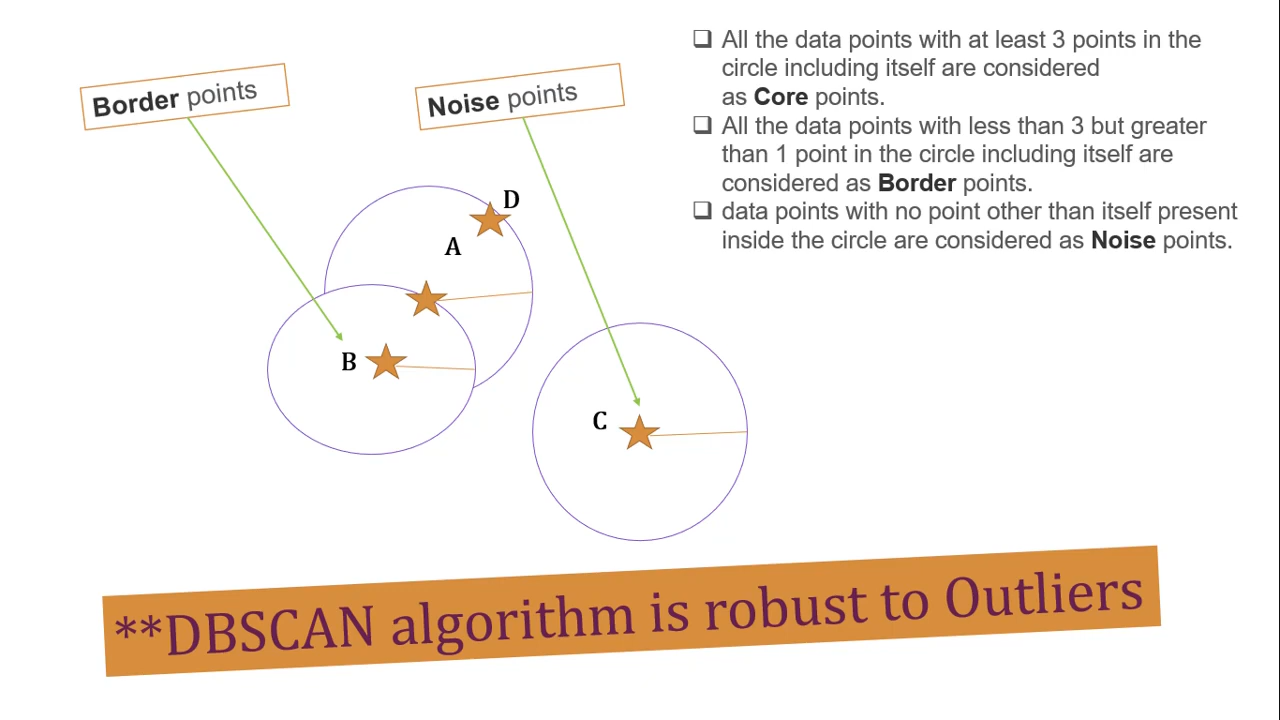 Border points
Noise points
❑ All the data points with at least 3 points in the
circle including itself are considered
as Core points.
❑ All the data points with less than 3 but greater
than 1 point in the circle including itself are
considered as Border points.
❑ data points with no point other than itself present
inside the circle are considered as Noise points.
D
A
B
C
**DBSCAN algorithm is robust to Outliers